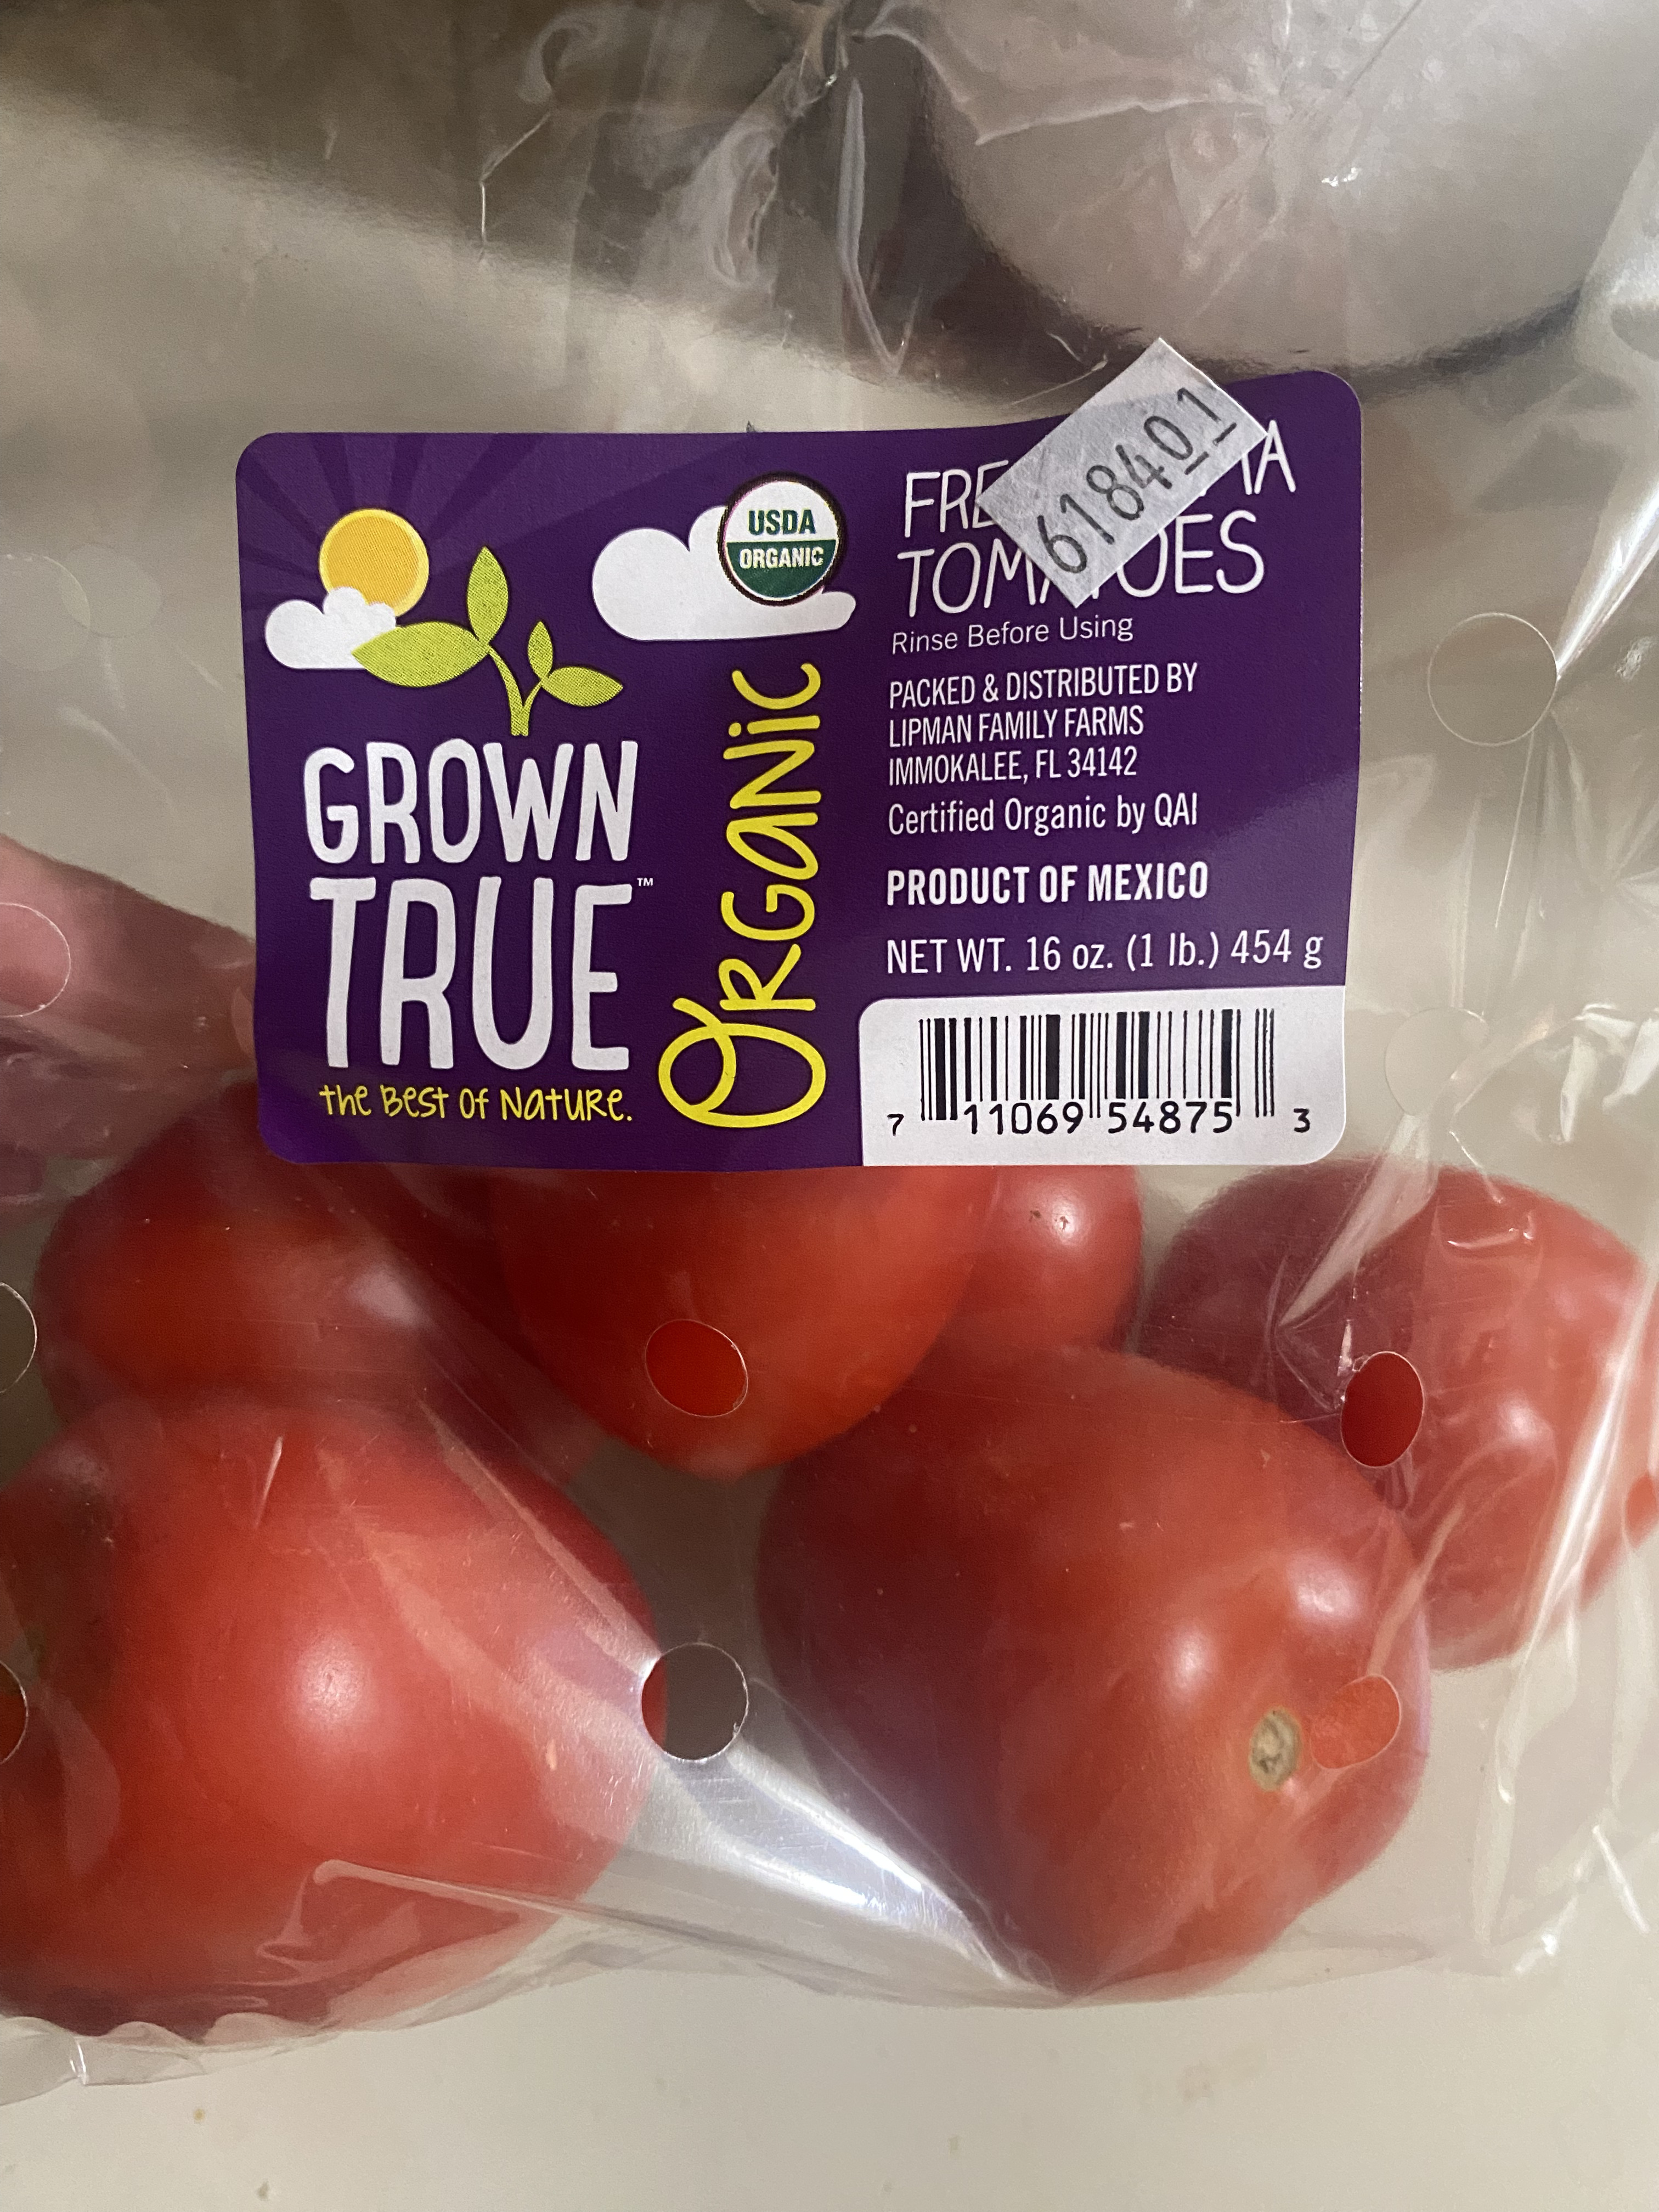 GROWN
TRUE™
the Best of Nature.
ORGANIC
USDA
ORGANIC
618401
TOMATOES
Rinse Before Using
PACKED & DISTRIBUTED BY
LIPMAN FAMILY FARMS
IMMOKALEE, FL 34142
Certified Organic by QAI
PRODUCT OF MEXICO
NET WT. 16 oz. (1 lb.) 454 g
7 11069 54875 3